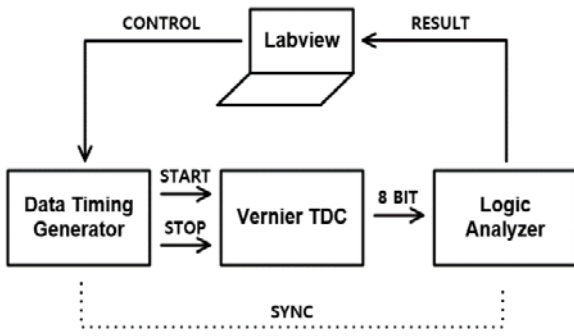 CONTROL
Labview
RESULT
Data Timing
Generator
START
STOP
Vernier TDC
8 BIT
Logic
Analyzer
SYNC